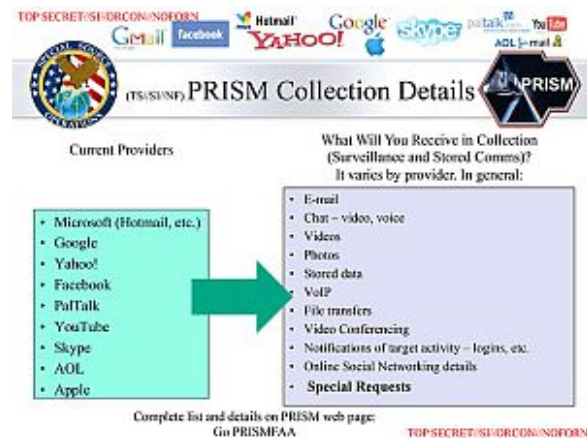 TOP SECRET//SI//ORCON//NOFORN
Gmail facebook Hotmail Google skype paltalk.com YouTube
YAHOO! AOL mail
SPECIAL SOURCE OPERATIONS
(TS//SI//NF) PRISM Collection Details
PRISM
Current Providers
What Will You Receive in Collection
(Surveillance and Stored Comms)?
It varies by provider. In general:
• Microsoft (Hotmail, etc.)
• Google
• Yahoo!
• Facebook
• PalTalk
• YouTube
• Skype
• AOL
• Apple
• E-mail
• Chat – video, voice
• Videos
• Photos
• Stored data
• VoIP
• File transfers
• Video Conferencing
• Notifications of target activity – logins, etc.
• Online Social Networking details
• Special Requests
Complete list and details on PRISM web page:
Go PRISMFAA
TOP SECRET//SI//ORCON//NOFORN